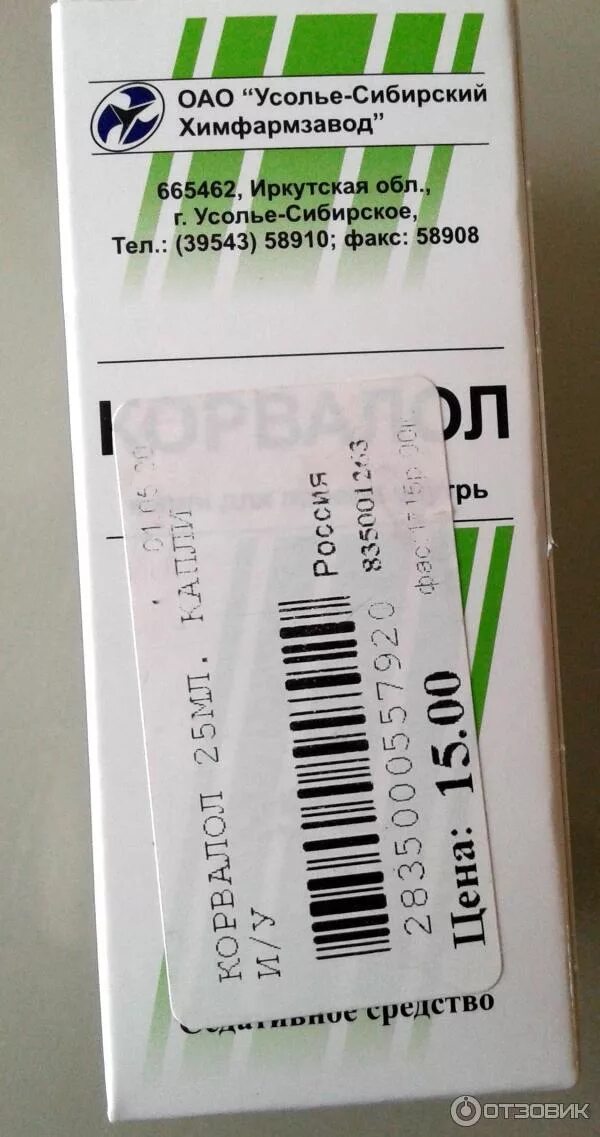 ОАО "Усолье-Сибирский
Химфармзавод"
665462, Иркутская обл.,
г. Усолье-Сибирское,
Тел.: (39543) 58910; факс: 58908
КОРВАЛОЛ
КОРВАЛОЛ 25МЛ. КАПЛИ
И/У
Россия
835001263
2835000557920
Цена: 15.00
Седативное средство
ОТЗОВИК